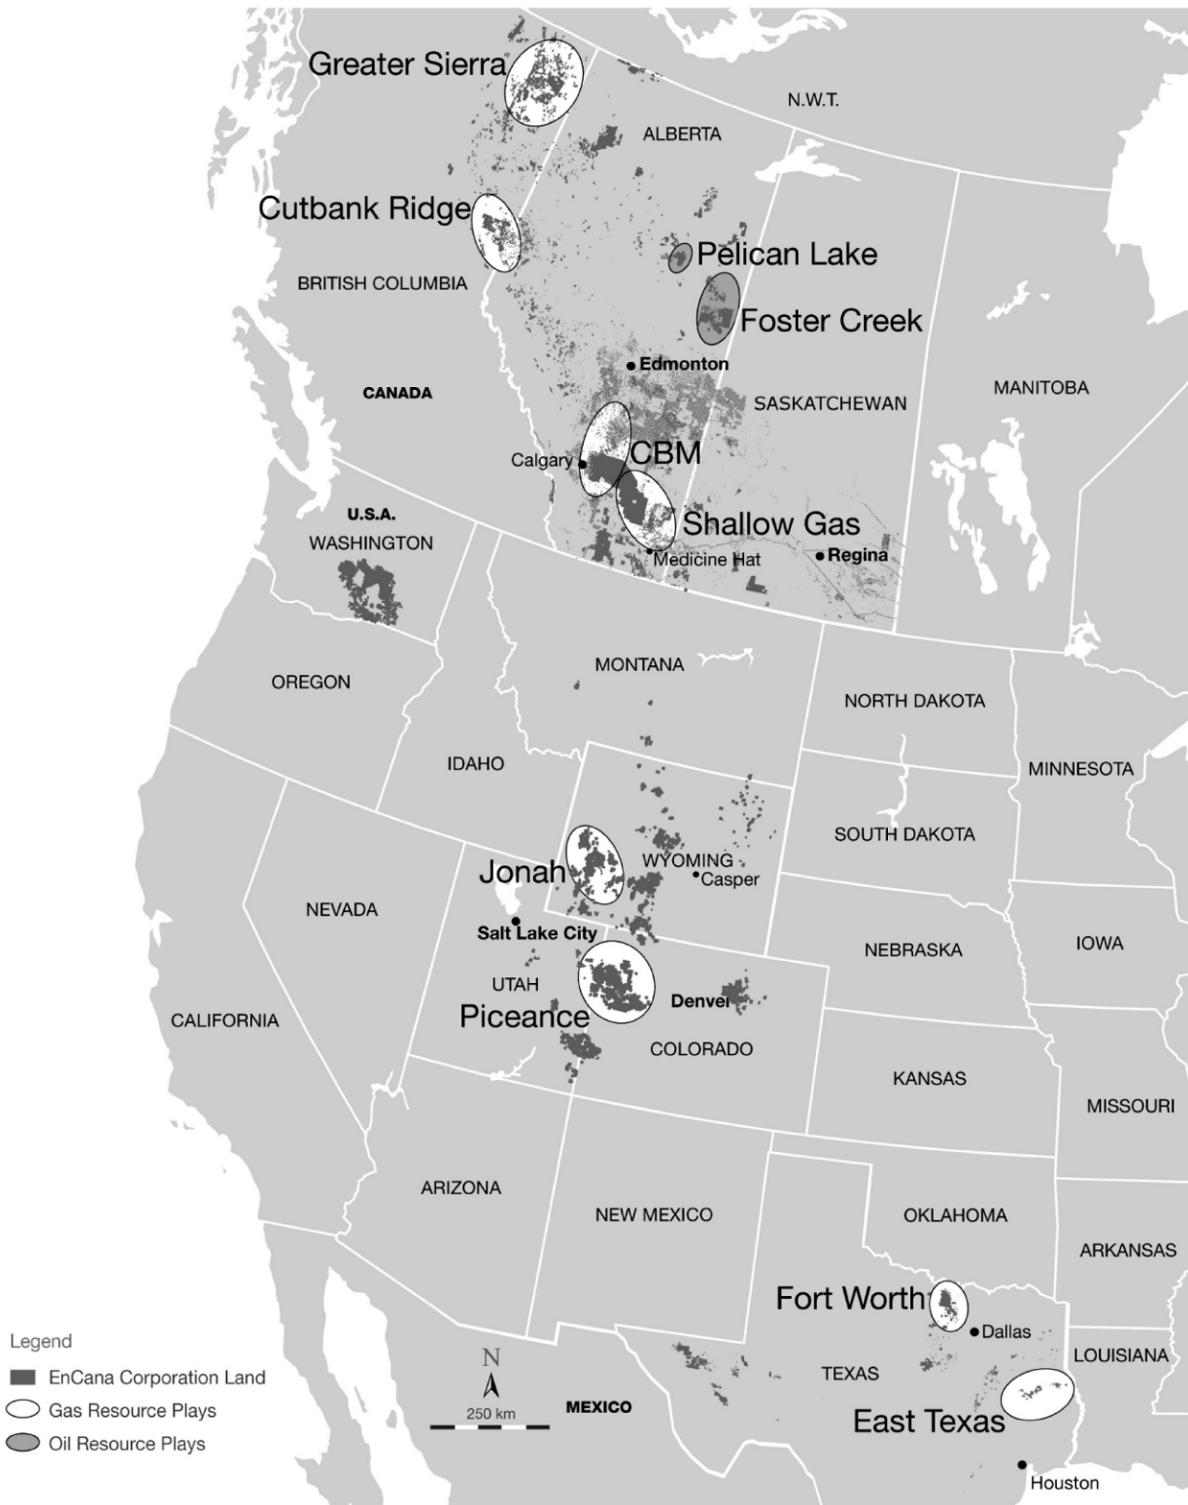 Greater Sierra
N.W.T.
ALBERTA
Cutbank Ridge
Pelican Lake
BRITISH COLUMBIA
Foster Creek
Edmonton
CANADA
SASKATCHEWAN
MANITOBA
CBM
Calgary
U.S.A.
Shallow Gas
WASHINGTON
Medicine Hat
Regina
MONTANA
OREGON
NORTH DAKOTA
IDAHO
MINNESOTA
SOUTH DAKOTA
WYOMING
Jonah
Casper
NEVADA
Salt Lake City
NEBRASKA
IOWA
UTAH
Denver
Piceance
CALIFORNIA
COLORADO
KANSAS
MISSOURI
ARIZONA
NEW MEXICO
OKLAHOMA
ARKANSAS
Fort Worth
Dallas
Legend
LOUISIANA
N
TEXAS
EnCana Corporation Land
MEXICO
250 km
Gas Resource Plays
East Texas
Oil Resource Plays
Houston